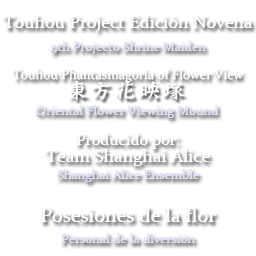 Touhou Project Edición Novena
9th Projecto Shrine Maiden
Touhou Phantasmagoria of Flower View
東方花映塚
Oriental Flower Viewing Mound
Producido por:
Team Shanghai Alice
Shanghai Alice Ensemble
Posesiones de la flor
Personal de la diversión